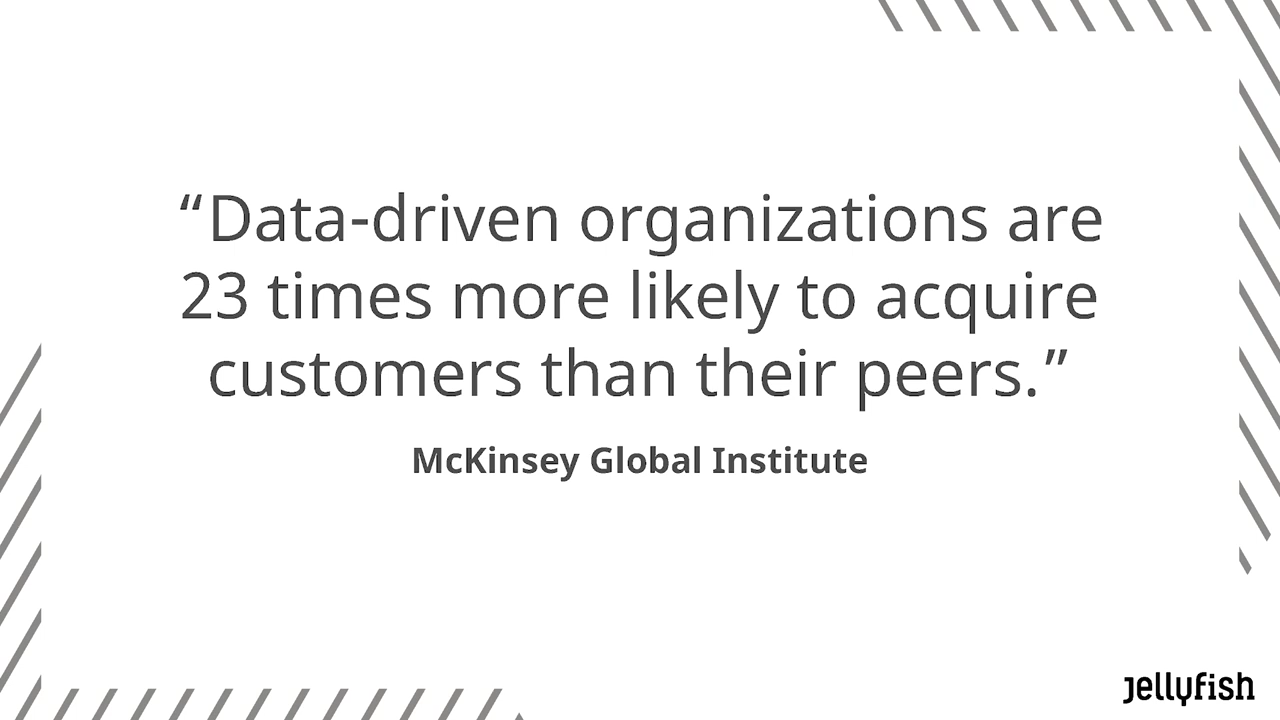 “Data-driven organizations are
23 times more likely to acquire
customers than their peers.”
McKinsey Global Institute
jellyfish